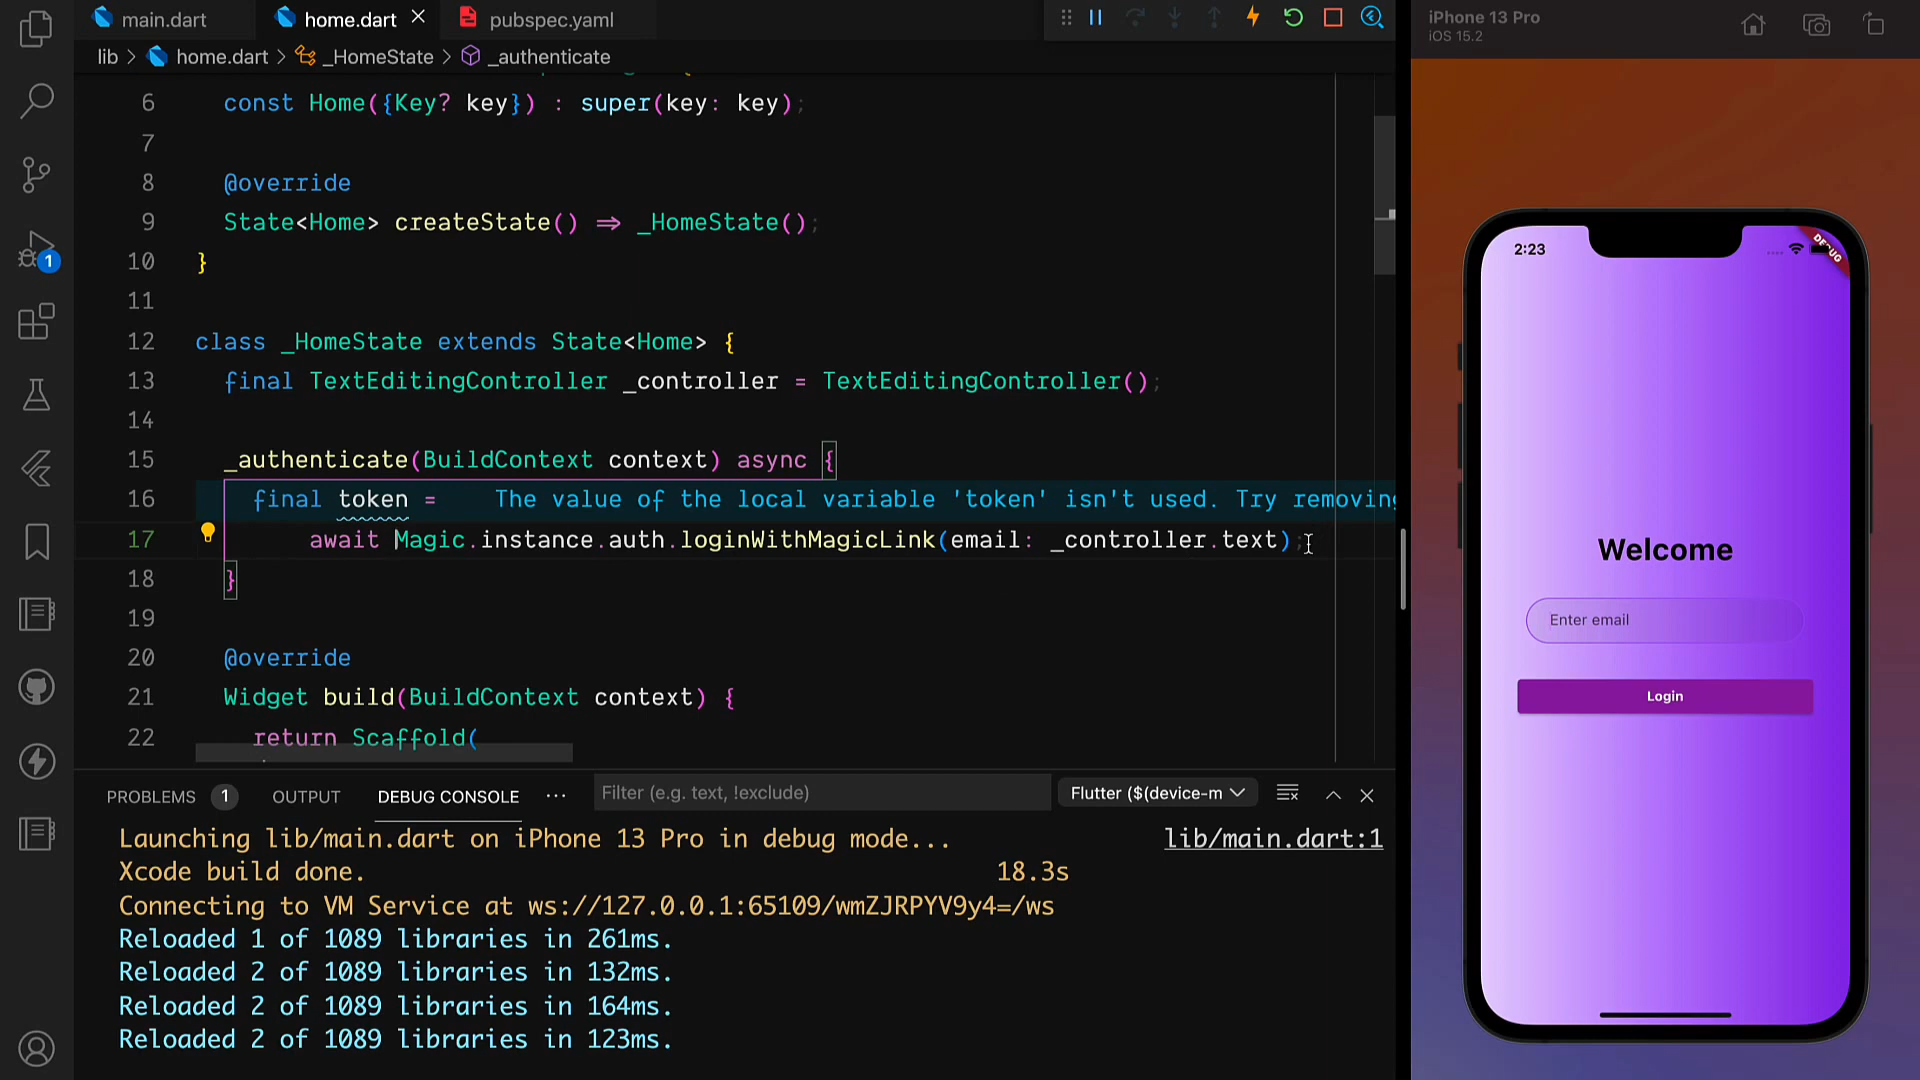 main.dart
home.dart
pubspec.yaml
lib > home.dart > _HomeState > _authenticate
6 const Home({Key? key}) : super(key: key);
7
8 @override
9 State<Home> createState() => _HomeState();
10 }
11
12 class _HomeState extends State<Home> {
13 final TextEditingController _controller = TextEditingController();
14
15 _authenticate(BuildContext context) async {
16 final token = The value of the local variable 'token' isn't used. Try removing
17 await Magic.instance.auth.loginWithMagicLink(email: _controller.text);
18 }
19
20 @override
21 Widget build(BuildContext context) {
22 return Scaffold(
1
PROBLEMS 1 OUTPUT DEBUG CONSOLE ... Filter (e.g. text, !exclude) Flutter ($(device-m
Launching lib/main.dart on iPhone 13 Pro in debug mode... lib/main.dart:1
Xcode build done. 18.3s
Connecting to VM Service at ws://127.0.0.1:65109/wmZJRPYV9y4=/ws
Reloaded 1 of 1089 libraries in 261ms.
Reloaded 2 of 1089 libraries in 132ms.
Reloaded 2 of 1089 libraries in 164ms.
Reloaded 2 of 1089 libraries in 123ms.
iPhone 13 Pro
iOS 15.2
2:23
Welcome
Enter email
Login